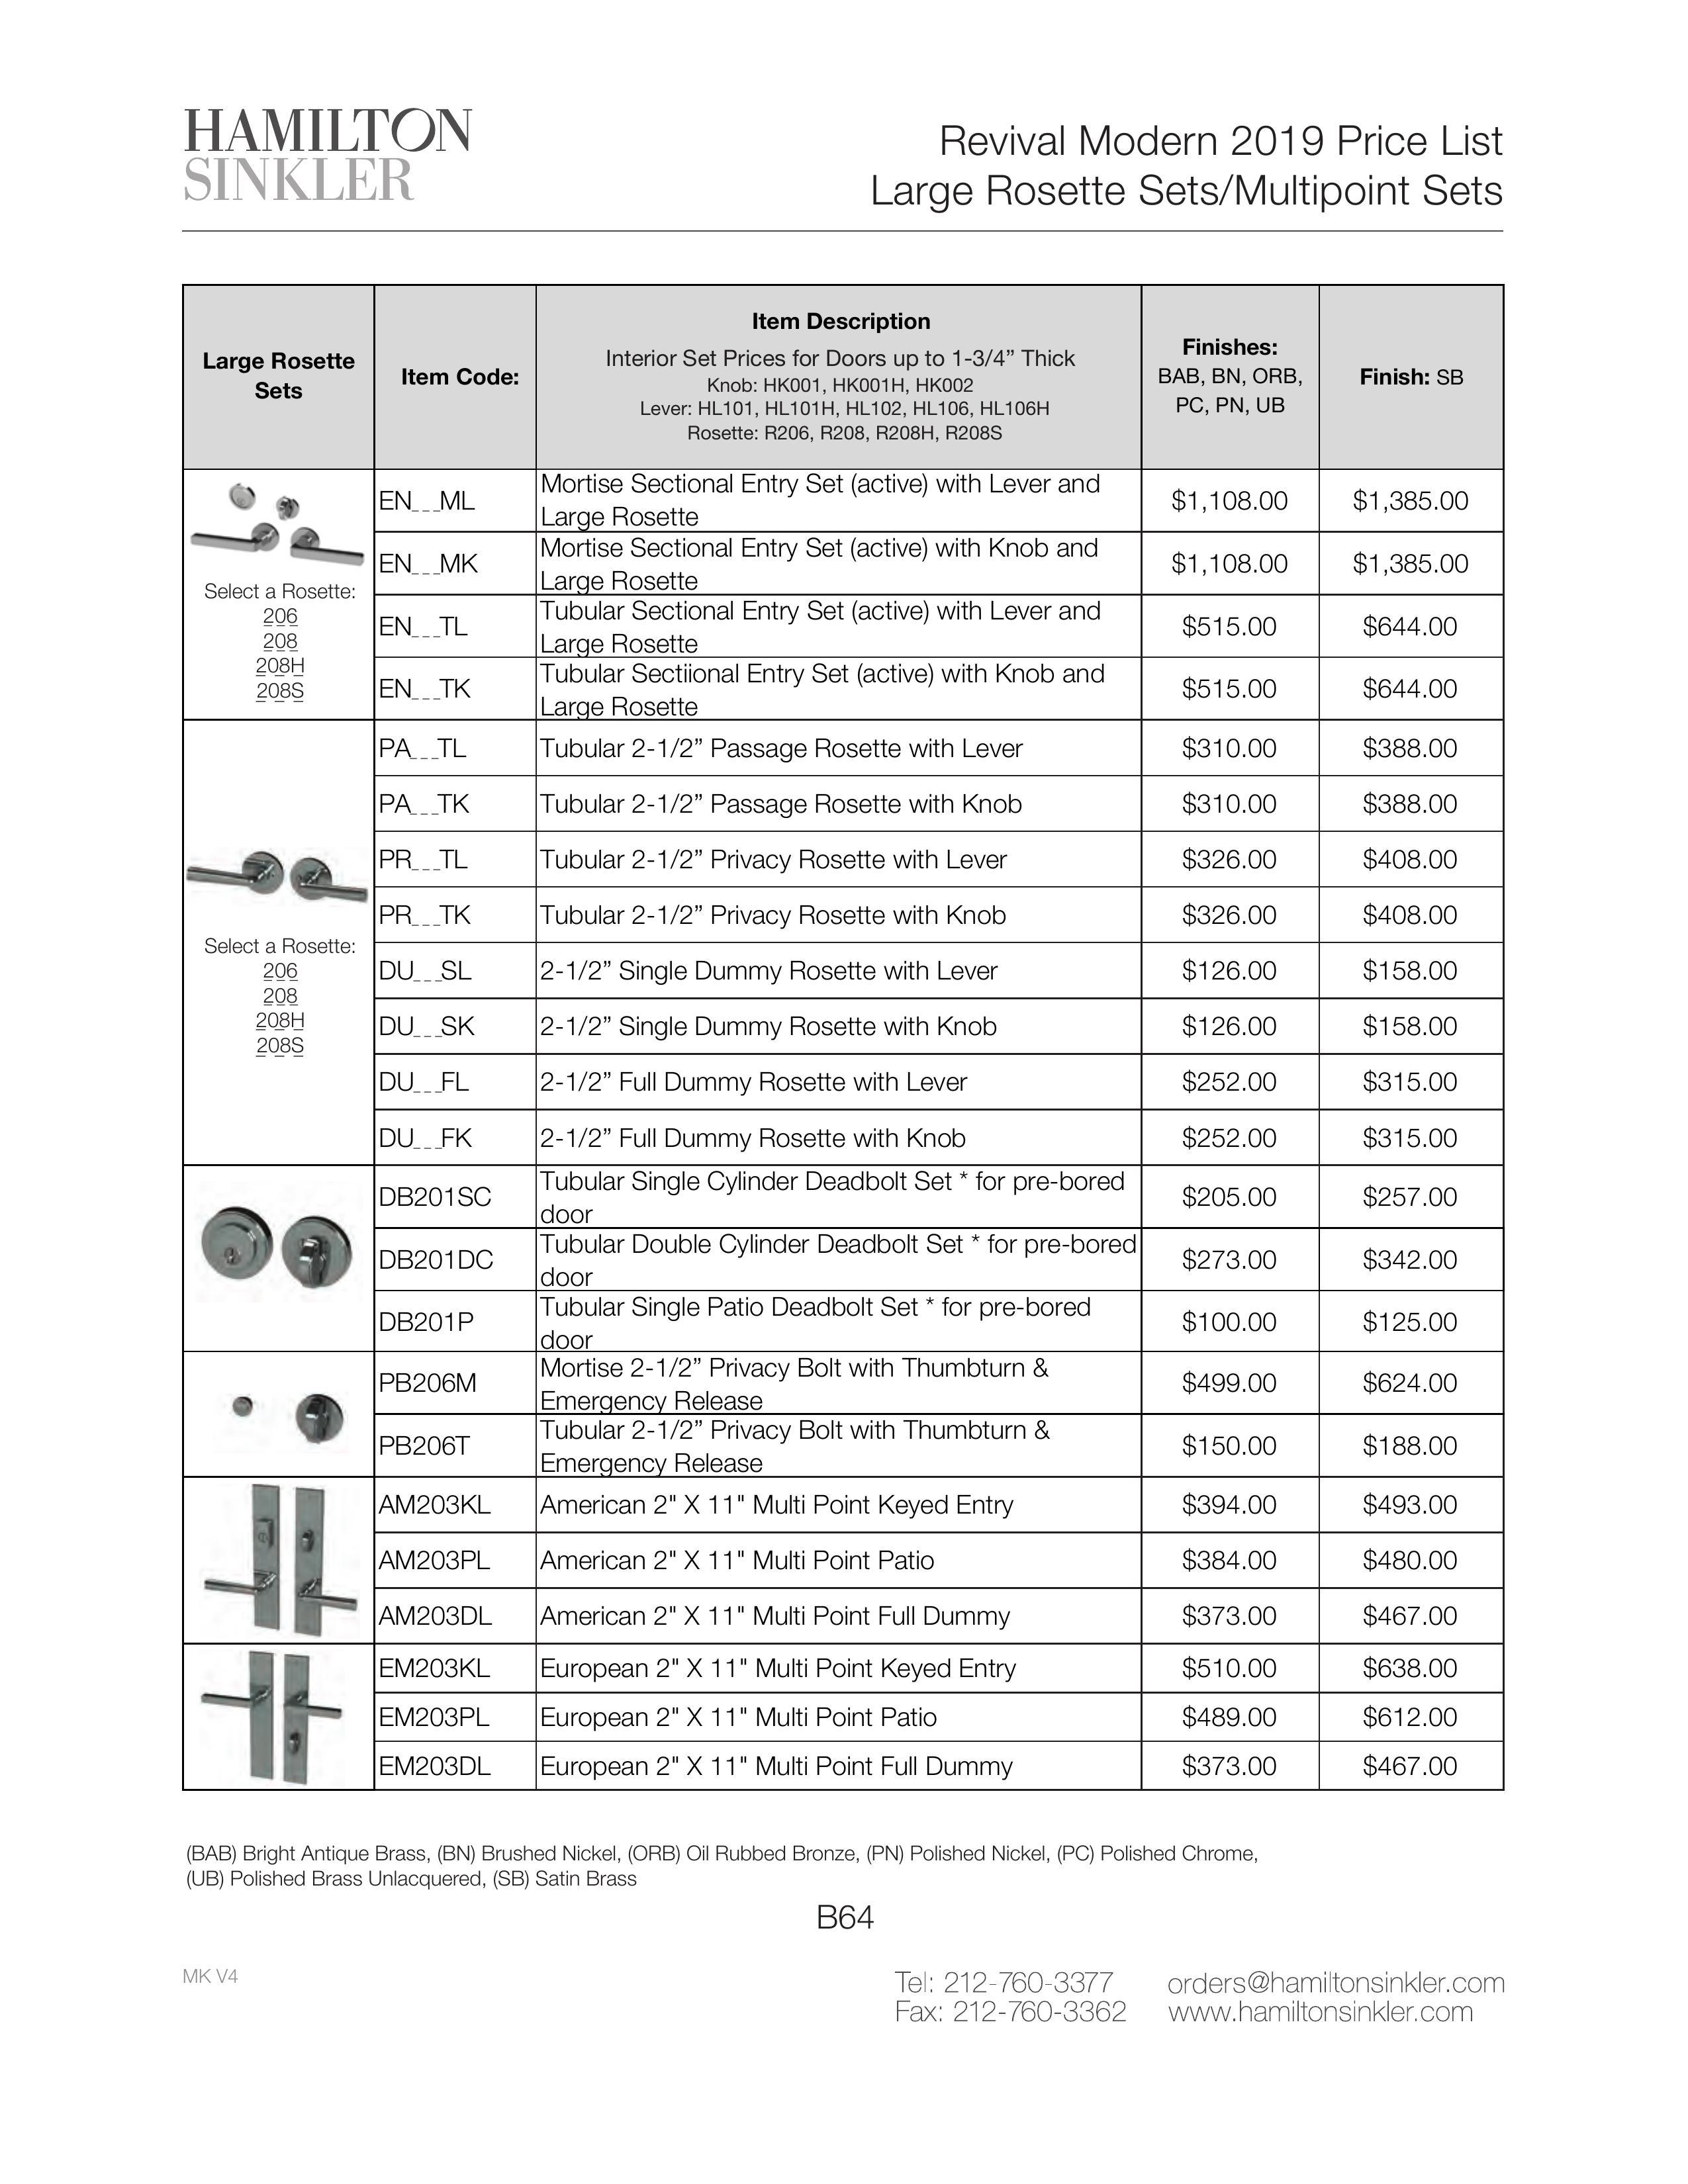 HAMILTON
SINKLER
Revival Modern 2019 Price List
Large Rosette Sets/Multipoint Sets
Large Rosette
Sets
Item Code:
Item Description
Interior Set Prices for Doors up to 1-3/4” Thick
Knob: HK001, HK001H, HK002
Lever: HL101, HL101H, HL102, HL106, HL106H
Rosette: R206, R208, R208H, R208S
Finishes:
BAB, BN, ORB,
PC, PN, UB
Finish: SB
Select a Rosette:
206
208
208H
208S
EN___ML
Mortise Sectional Entry Set (active) with Lever and
Large Rosette
$1,108.00
$1,385.00
EN___MK
Mortise Sectional Entry Set (active) with Knob and
Large Rosette
$1,108.00
$1,385.00
EN___TL
Tubular Sectional Entry Set (active) with Lever and
Large Rosette
$515.00
$644.00
EN___TK
Tubular Sectiional Entry Set (active) with Knob and
Large Rosette
$515.00
$644.00
Select a Rosette:
206
208
208H
208S
PA___TL
Tubular 2-1/2” Passage Rosette with Lever
$310.00
$388.00
PA___TK
Tubular 2-1/2” Passage Rosette with Knob
$310.00
$388.00
PR___TL
Tubular 2-1/2” Privacy Rosette with Lever
$326.00
$408.00
PR___TK
Tubular 2-1/2” Privacy Rosette with Knob
$326.00
$408.00
DU___SL
2-1/2” Single Dummy Rosette with Lever
$126.00
$158.00
DU___SK
2-1/2” Single Dummy Rosette with Knob
$126.00
$158.00
DU___FL
2-1/2” Full Dummy Rosette with Lever
$252.00
$315.00
DU___FK
2-1/2” Full Dummy Rosette with Knob
$252.00
$315.00
DB201SC
Tubular Single Cylinder Deadbolt Set * for pre-bored
door
$205.00
$257.00
DB201DC
Tubular Double Cylinder Deadbolt Set * for pre-bored
door
$273.00
$342.00
DB201P
Tubular Single Patio Deadbolt Set * for pre-bored
door
$100.00
$125.00
PB206M
Mortise 2-1/2” Privacy Bolt with Thumbturn &
Emergency Release
$499.00
$624.00
PB206T
Tubular 2-1/2” Privacy Bolt with Thumbturn &
Emergency Release
$150.00
$188.00
AM203KL
American 2" X 11" Multi Point Keyed Entry
$394.00
$493.00
AM203PL
American 2" X 11" Multi Point Patio
$384.00
$480.00
AM203DL
American 2" X 11" Multi Point Full Dummy
$373.00
$467.00
EM203KL
European 2" X 11" Multi Point Keyed Entry
$510.00
$638.00
EM203PL
European 2" X 11" Multi Point Patio
$489.00
$612.00
EM203DL
European 2" X 11" Multi Point Full Dummy
$373.00
$467.00
(BAB) Bright Antique Brass, (BN) Brushed Nickel, (ORB) Oil Rubbed Bronze, (PN) Polished Nickel, (PC) Polished Chrome,
(UB) Polished Brass Unlacquered, (SB) Satin Brass
B64
MK V4
Tel: 212-760-3377
orders@hamiltonsinkler.com
Fax: 212-760-3362
www.hamiltonsinkler.com